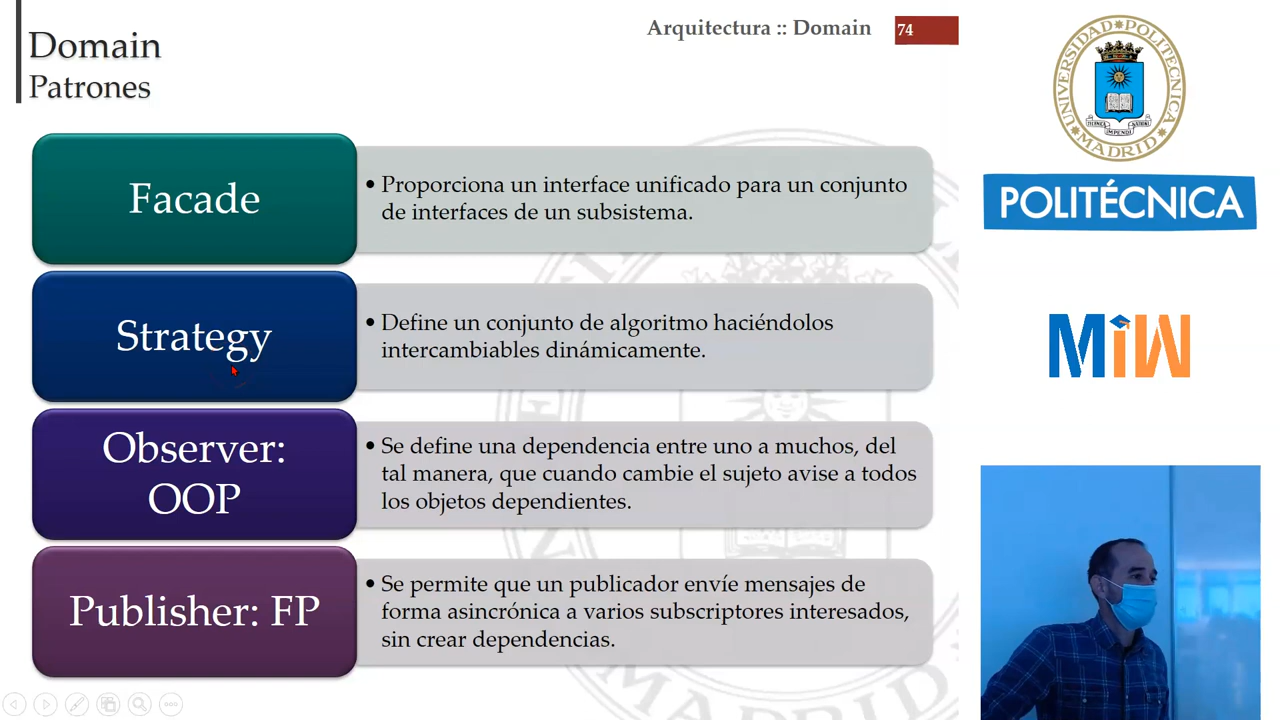 Domain
Patrones
Arquitectura :: Domain
74
Facade
• Proporciona un interface unificado para un conjunto
de interfaces de un subsistema.
Strategy
• Define un conjunto de algoritmo haciéndolos
intercambiables dinámicamente.
Observer:
OOP
• Se define una dependencia entre uno a muchos, del
tal manera, que cuando cambie el sujeto avise a todos
los objetos dependientes.
Publisher: FP
• Se permite que un publicador envíe mensajes de
forma asincrónica a varios subscriptores interesados,
sin crear dependencias.
UNIVERSIDAD POLITECNICA
MADRID
POLITÉCNICA
MiW